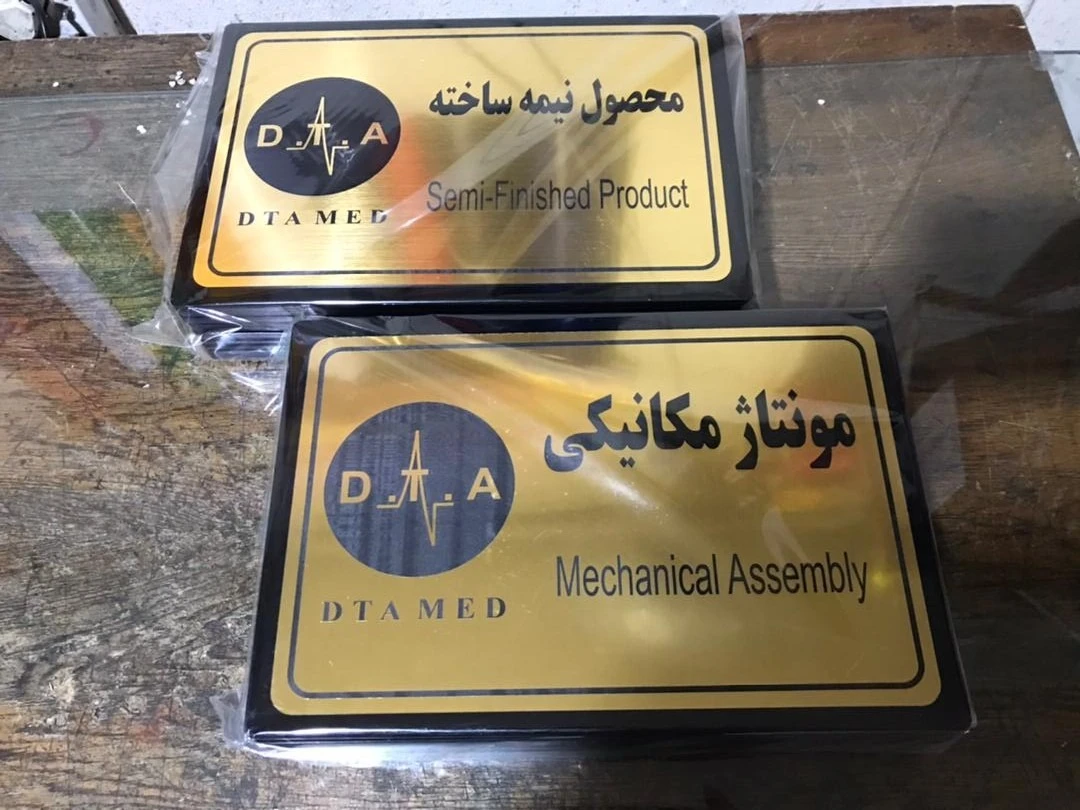 محصول نیمه ساخته
D.T.A
Semi-Finished Product
DTA MED
مونتاژ مکانیکی
D.T.A
Mechanical Assembly
DTA MED